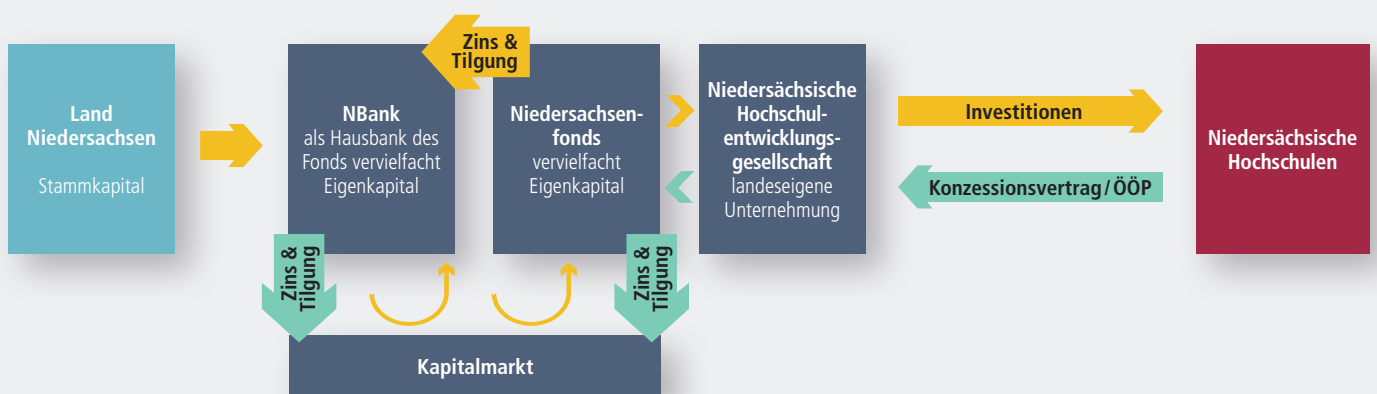 Land
Niedersachsen
Stammkapital
NBank
als Hausbank des
Fonds vervielfacht
Eigenkapital
Zins &
Tilgung
Niedersachsen-
fonds
vervielfacht
Eigenkapital
Niedersächsische
Hochschul-
entwicklungs-
gesellschaft
landeseigene
Unternehmung
Investitionen
Konzessionsvertrag / ÖÖP
Niedersächsische
Hochschulen
Zins &
Tilgung
Zins &
Tilgung
Kapitalmarkt